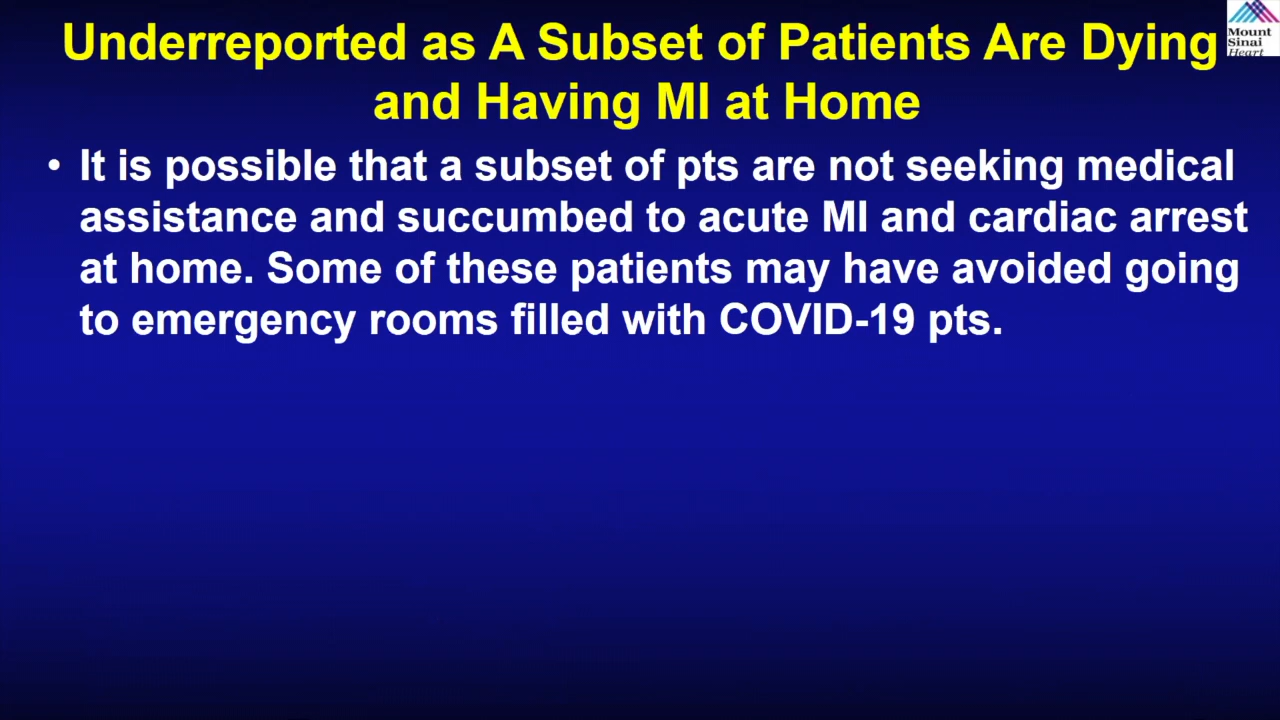 Underreported as A Subset of Patients Are Dying
and Having MI at Home
Mount
Sinai
Heart
• It is possible that a subset of pts are not seeking medical
assistance and succumbed to acute MI and cardiac arrest
at home. Some of these patients may have avoided going
to emergency rooms filled with COVID-19 pts.